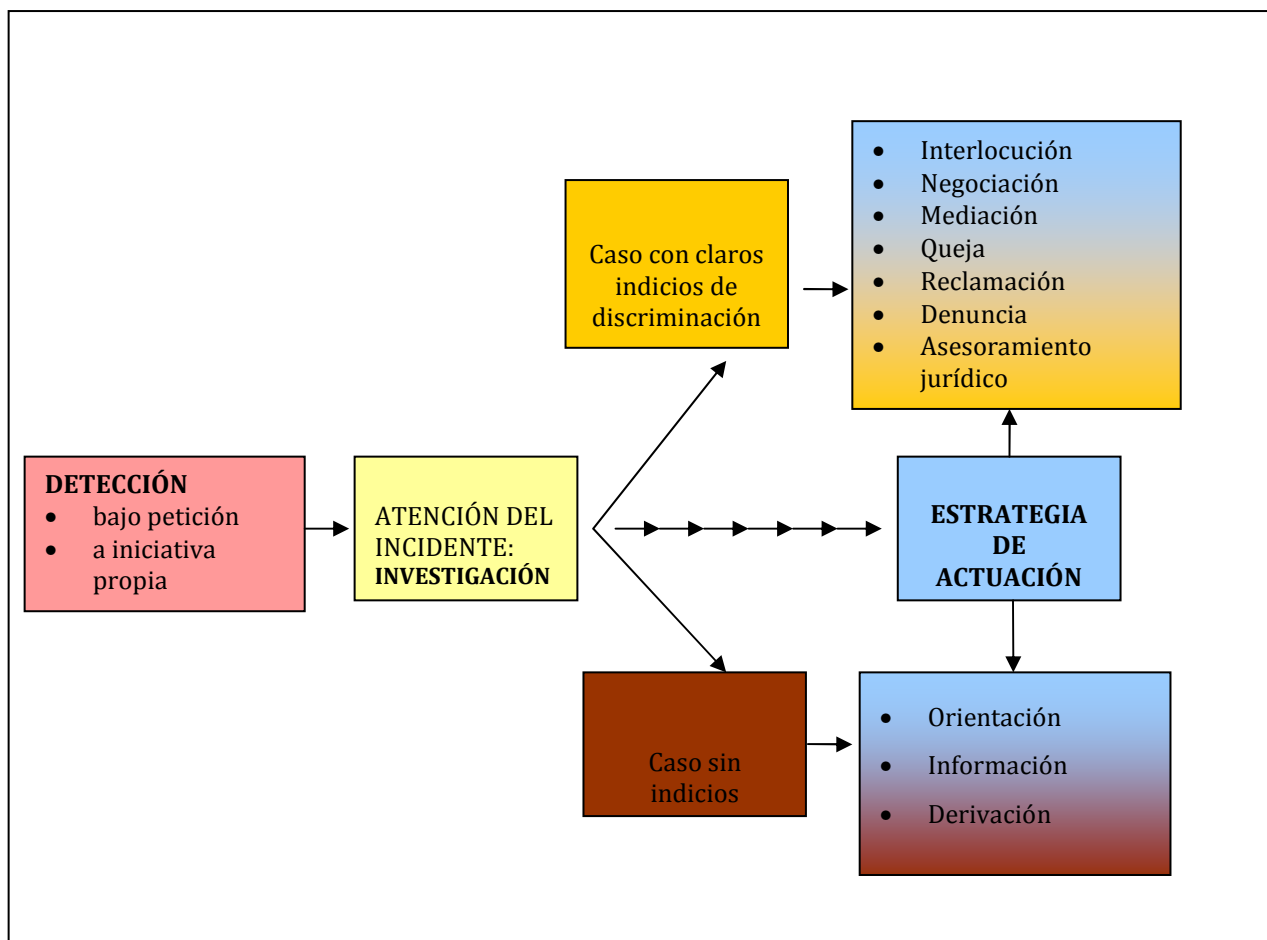 DETECCIÓN
• bajo petición
• a iniciativa
propia
ATENCIÓN DEL
INCIDENTE:
INVESTIGACIÓN
Caso con claros
indicios de
discriminación
• Interlocución
• Negociación
• Mediación
• Queja
• Reclamación
• Denuncia
• Asesoramiento
jurídico
ESTRATEGIA
DE
ACTUACIÓN
Caso sin
indicios
• Orientación
• Información
• Derivación